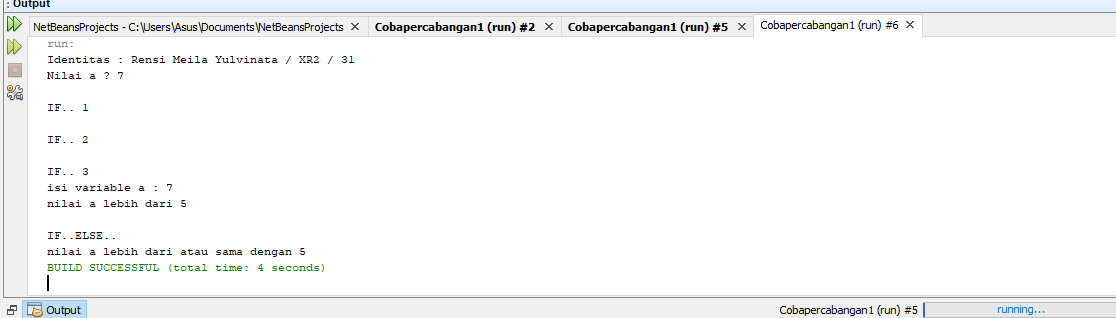 : Output
NetBeansProjects - C:\Users\Asus\Documents\NetBeansProjects Cobapercabangan1 (run) #2 Cobapercabangan1 (run) #5 Cobapercabangan1 (run) #6
run:
Identitas : Rensi Meila Yulvinata / XR2 / 31
Nilai a ? 7
IF.. 1
IF.. 2
IF.. 3
isi variable a : 7
nilai a lebih dari 5
IF..ELSE..
nilai a lebih dari atau sama dengan 5
BUILD SUCCESSFUL (total time: 4 seconds)
Output Cobapercabangan1 (run) #5 running...